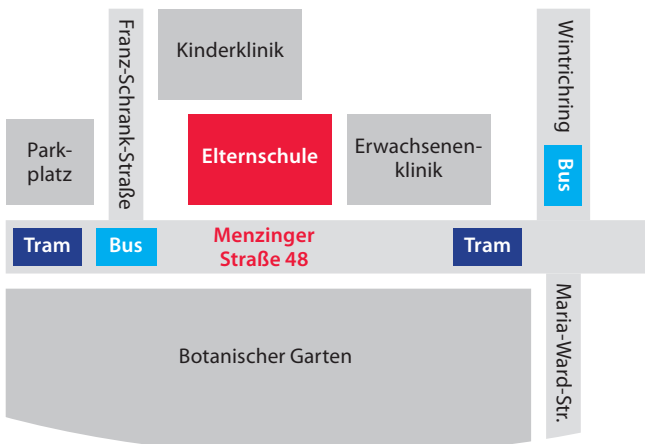 Franz-Schrank-Straße
Kinderklinik
Wintrichring
Park-
platz
Elternschule
Erwachsenen-
klinik
Bus
Tram
Bus
Menzinger
Straße 48
Tram
Botanischer Garten
Maria-Ward-Str.